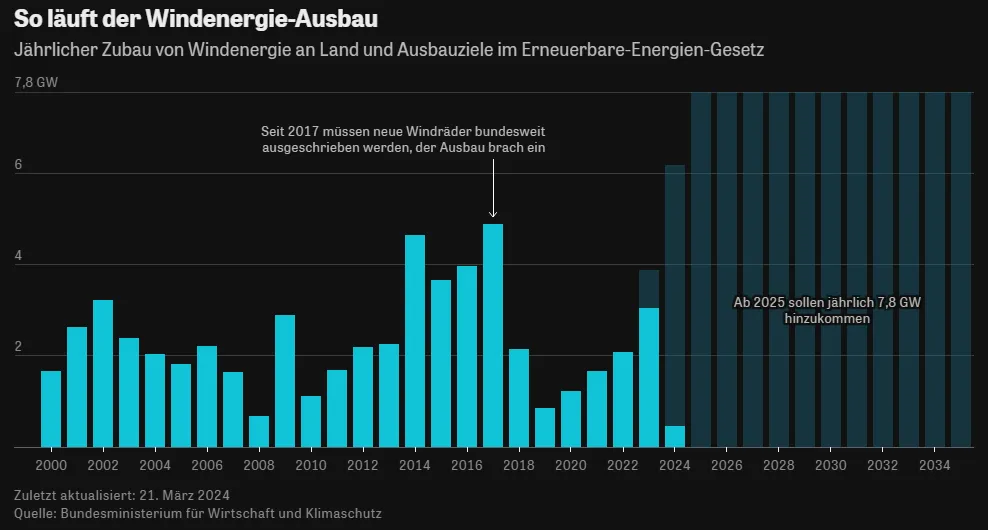 So läuft der Windenergie-Ausbau
Jährlicher Zubau von Windenergie an Land und Ausbauziele im Erneuerbare-Energien-Gesetz
7,8 GW
Seit 2017 müssen neue Windräder bundesweit
ausgeschrieben werden, der Ausbau brach ein
6
4
Ab 2025 sollen jährlich 7,8 GW
hinzukommen
2
2000 2002 2004 2006 2008 2010 2012 2014 2016 2018 2020 2022 2024 2026 2028 2030 2032 2034
Zuletzt aktualisiert: 21. März 2024
Quelle: Bundesministerium für Wirtschaft und Klimaschutz